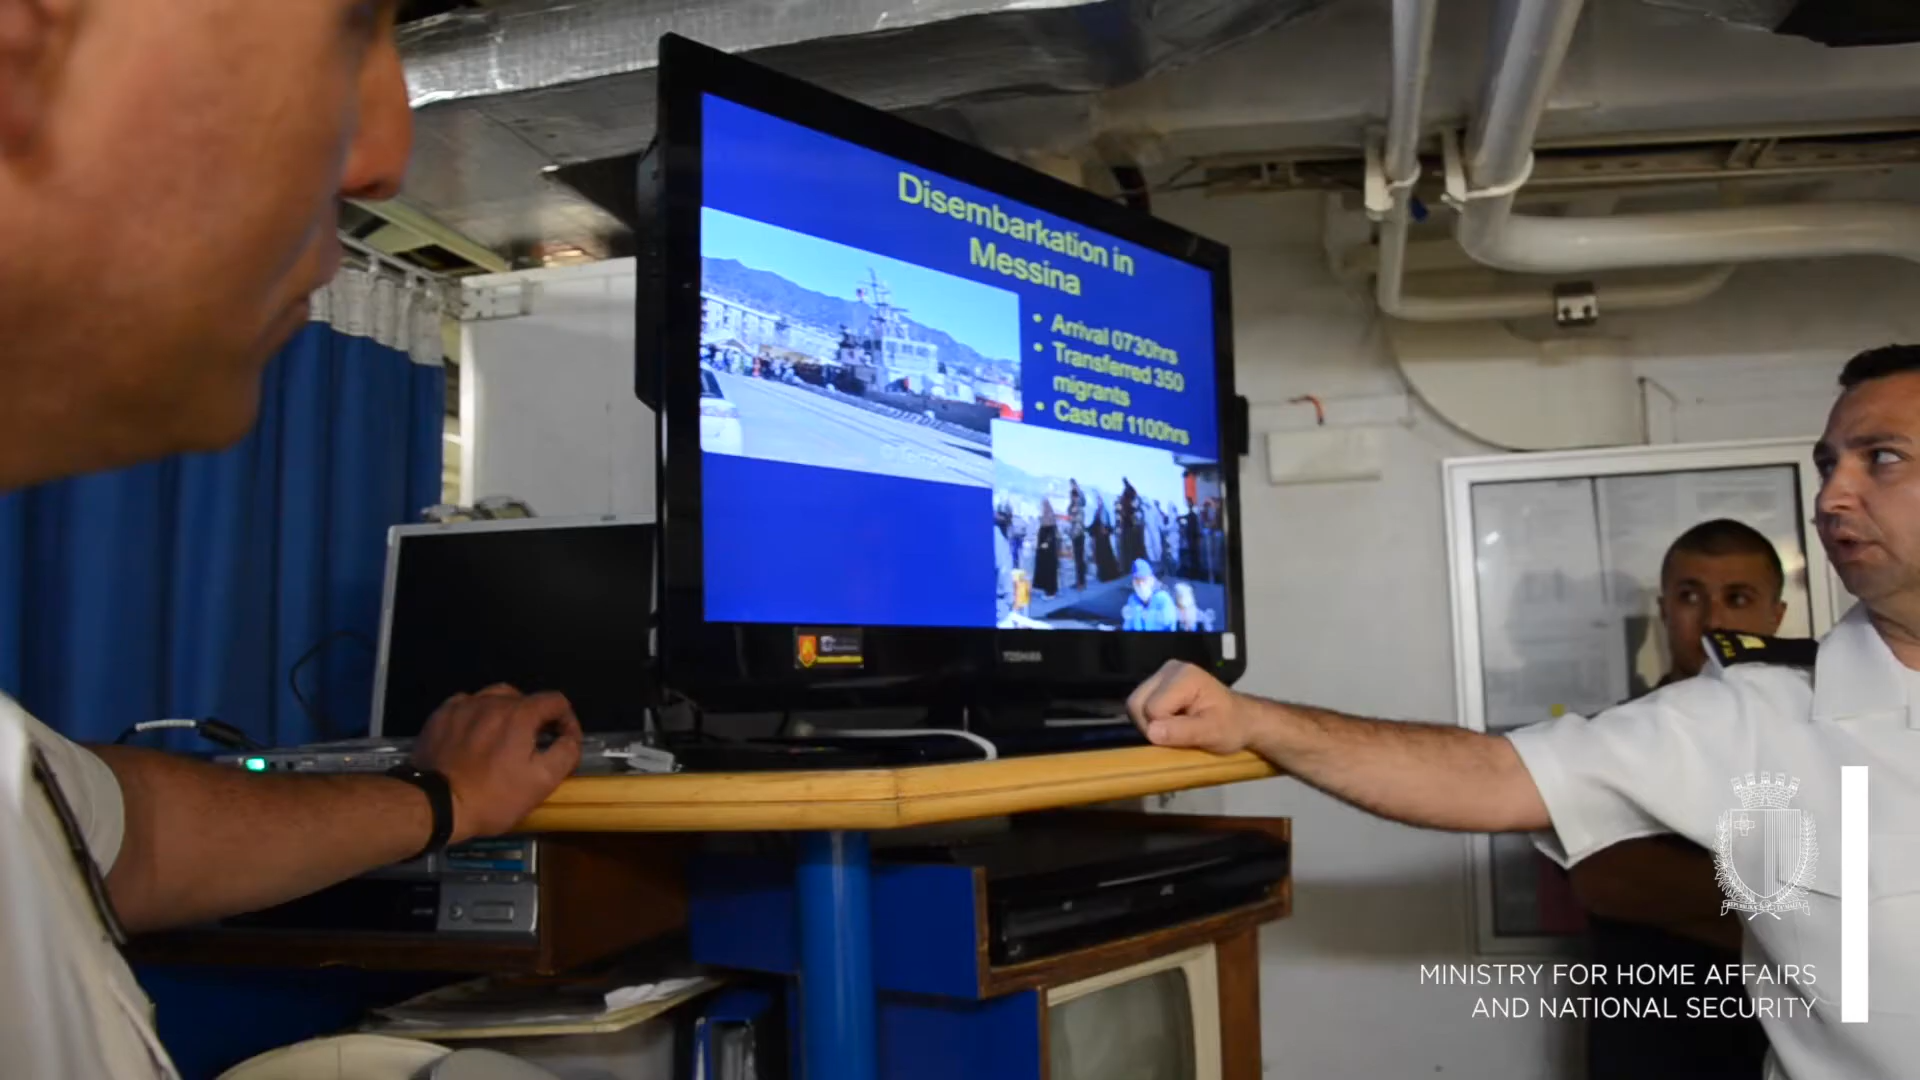 Disembarkation in
Messina
• Arrival 0730hrs
• Transferred 350
migrants
• Cast off 1100hrs
TOSHIBA
JVC
MINISTRY FOR HOME AFFAIRS
AND NATIONAL SECURITY